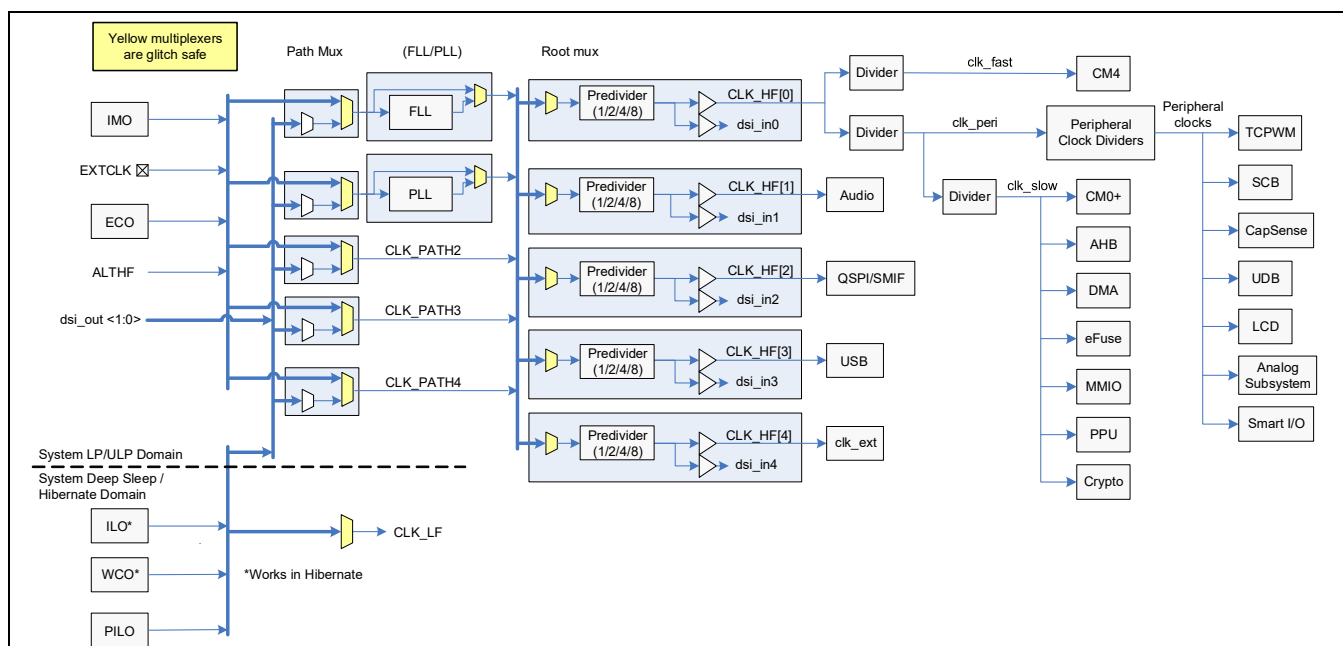 Yellow multiplexers
are glitch safe
Path Mux
(FLL/PLL)
Root mux
IMO
EXTCLK
ECO
ALTHF
dsi_out <1:0>
FLL
PLL
CLK_PATH2
CLK_PATH3
CLK_PATH4
Predivider
(1/2/4/8)
CLK_HF[0]
dsi_in0
Predivider
(1/2/4/8)
CLK_HF[1]
dsi_in1
Audio
Predivider
(1/2/4/8)
CLK_HF[2]
dsi_in2
QSPI/SMIF
Predivider
(1/2/4/8)
CLK_HF[3]
dsi_in3
USB
Predivider
(1/2/4/8)
CLK_HF[4]
dsi_in4
clk_ext
Divider
clk_fast
CM4
Divider
clk_peri
Peripheral
Clock Dividers
Peripheral
clocks
Divider
clk_slow
CM0+
AHB
DMA
eFuse
MMIO
PPU
Crypto
TCPWM
SCB
CapSense
UDB
LCD
Analog
Subsystem
Smart I/O
System LP/ULP Domain
System Deep Sleep /
Hibernate Domain
ILO*
WCO*
PILO
CLK_LF
*Works in Hibernate